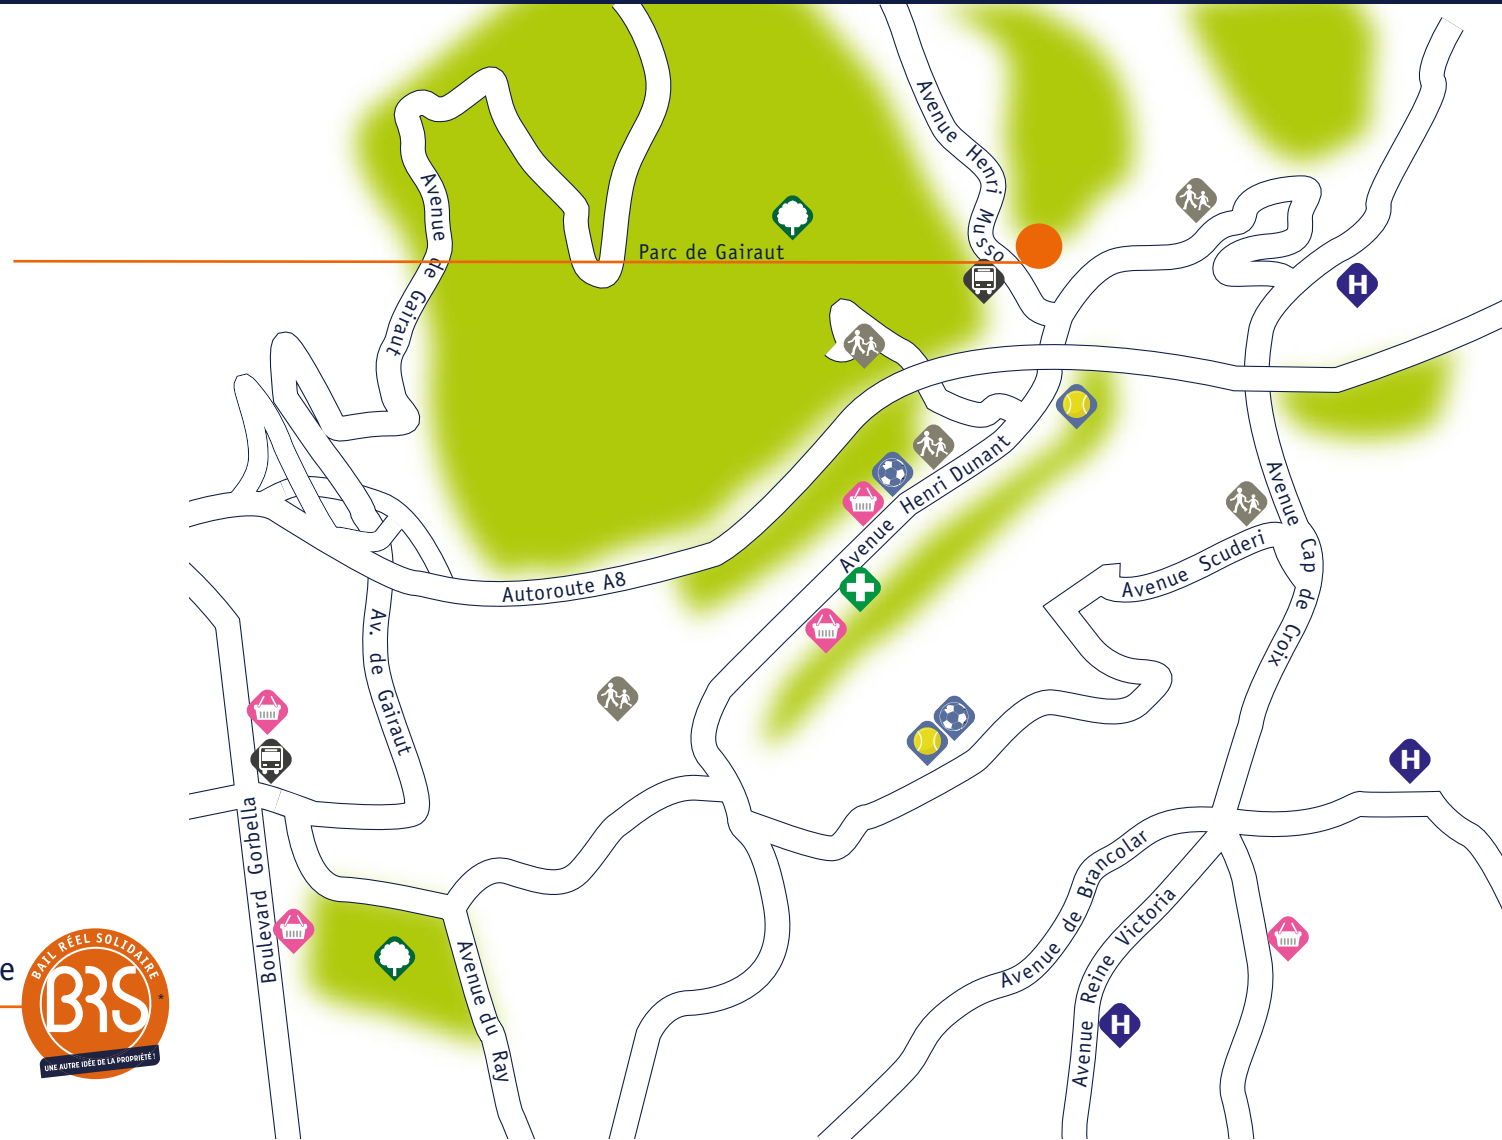 Avenue Henri Musso
Avenue de Gairaut
Parc de Gairaut
H
Avenue Henri Dunant
Avenue Cap de Croix
Avenue Scuderi
Autoroute A8
Av. de Gairaut
H
Boulevard Gorbella
Avenue de Brancolar
Avenue Reine Victoria
Avenue du Ray
H
e
BAIL RÉEL SOLIDAIRE
BRS*
UNE AUTRE IDÉE DE LA PROPRIÉTÉ !